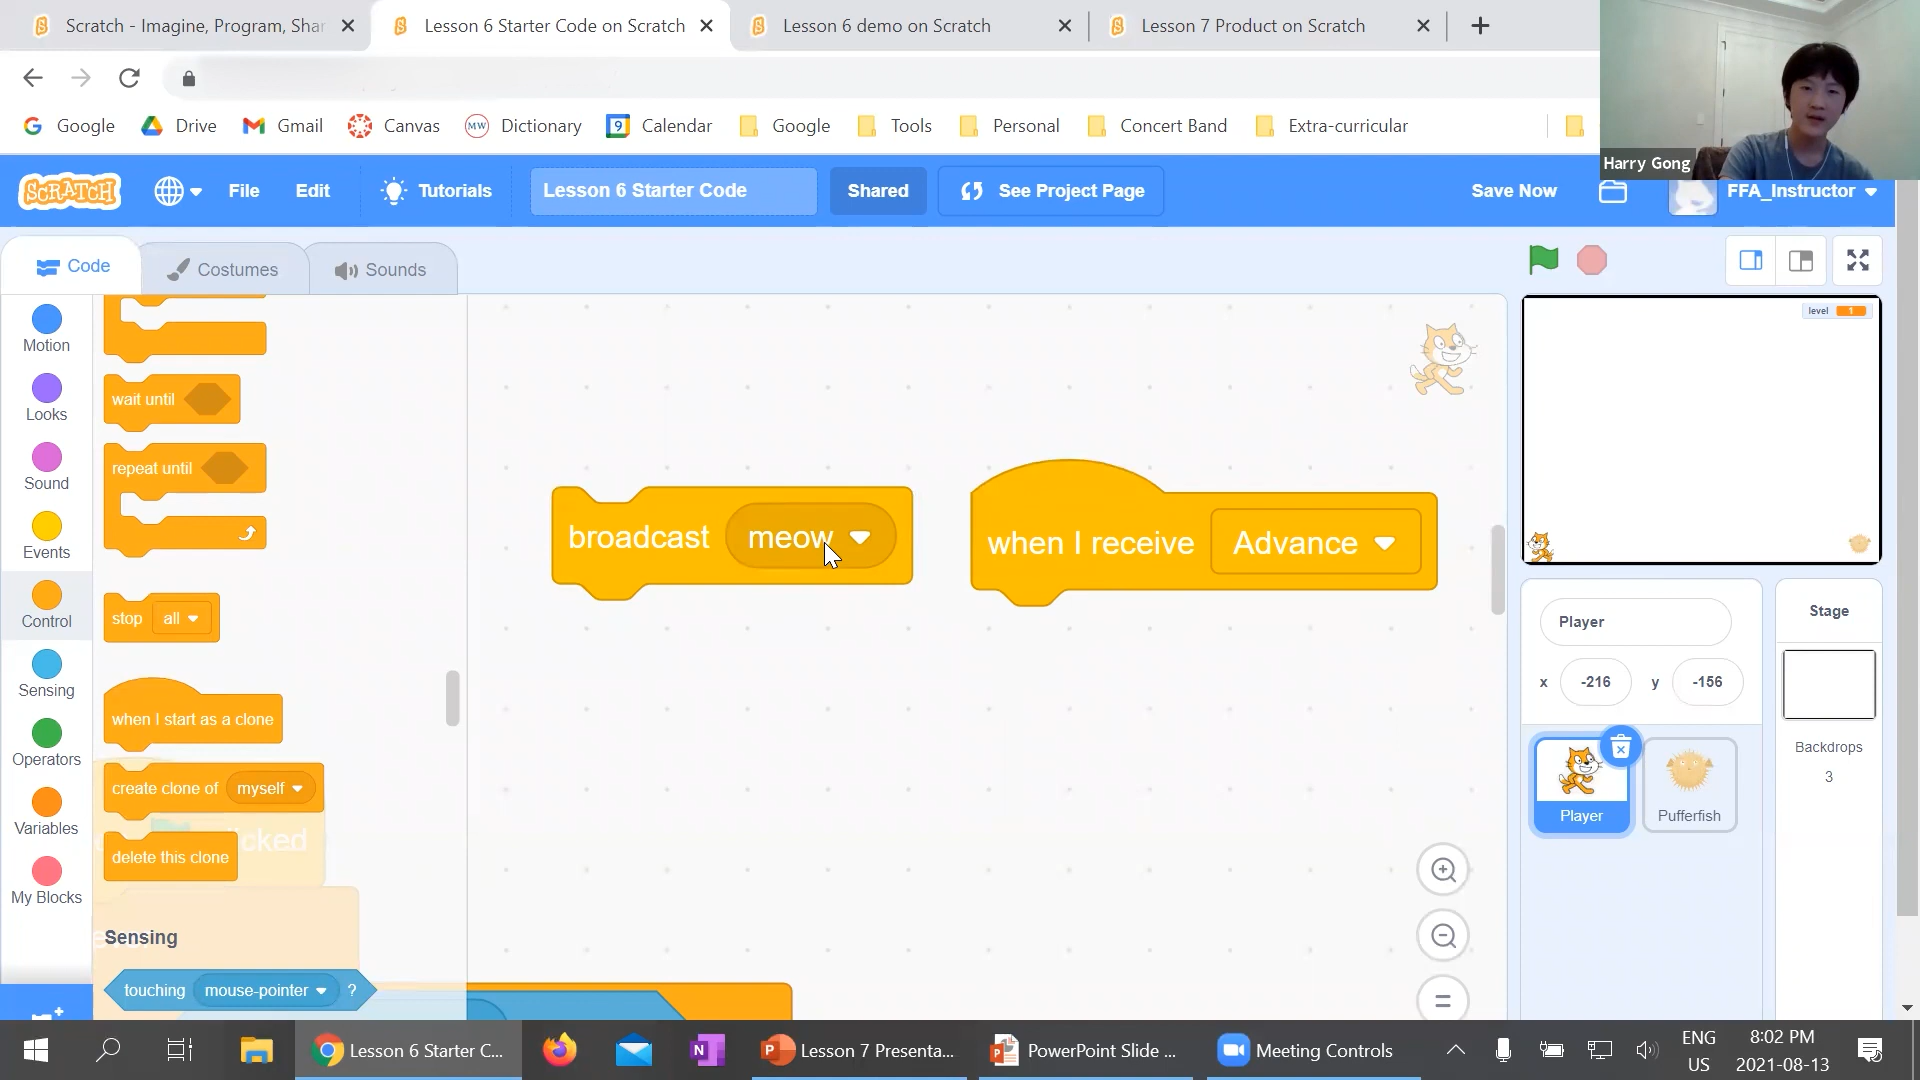 Scratch - Imagine, Program, Shar
Lesson 6 Starter Code on Scratch
Lesson 6 demo on Scratch
Lesson 7 Product on Scratch
Google
Drive
Gmail
Canvas
MW
Dictionary
9
Calendar
Google
Tools
Personal
Concert Band
Extra-curricular
Harry Gong
SCRATCH
File
Edit
Tutorials
Lesson 6 Starter Code
Shared
See Project Page
Save Now
FFA_Instructor
Code
Costumes
Sounds
Motion
Looks
Sound
Events
Control
Sensing
Operators
Variables
My Blocks
wait until
repeat until
stop all
when I start as a clone
create clone of myself
clicked
delete this clone
Sensing
touching mouse-pointer ?
broadcast meow
when I receive Advance
level 1
Player
x -216 y -156
Player
Pufferfish
Stage
Backdrops
3
Lesson 6 Starter C...
Lesson 7 Presenta...
PowerPoint Slide ...
Meeting Controls
ENG
US
8:02 PM
2021-08-13